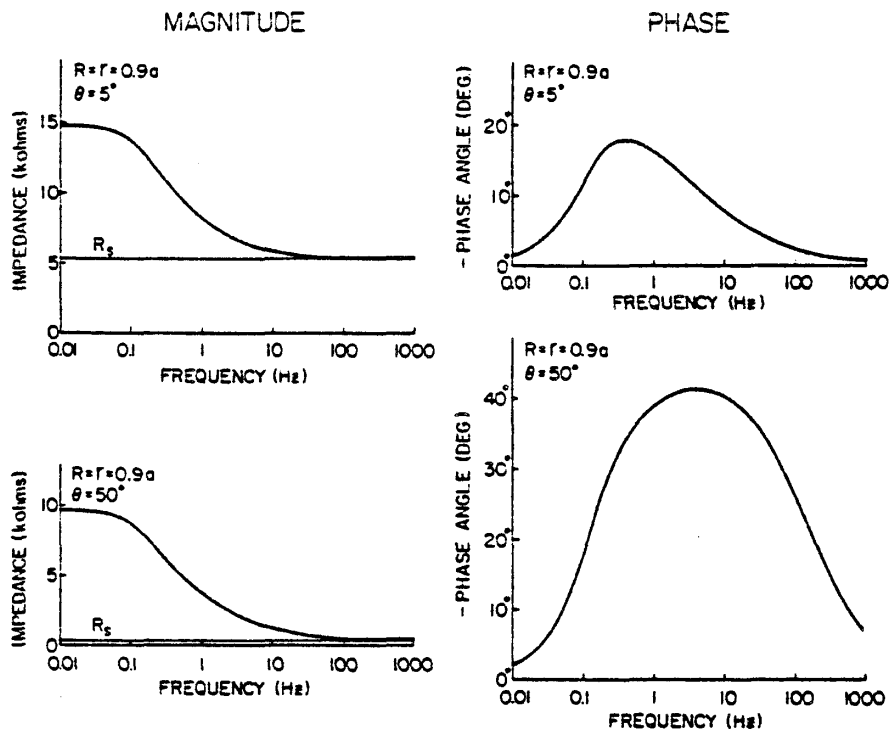 MAGNITUDE
IMPEDANCE (kohms)
R=r=0.9a
θ=5°
15
10
5
0
Rs
0.01 0.1 1 10 100 1000
FREQUENCY (Hz)
IMPEDANCE (kohms)
R=r=0.9a
θ=50°
10
5
0
Rs
0.01 0.1 1 10 100 1000
FREQUENCY (Hz)
PHASE
-PHASE ANGLE (DEG.)
R=r=0.9a
θ=5°
20°
10°
0°
0.01 0.1 1 10 100 1000
FREQUENCY (Hz)
-PHASE ANGLE (DEG.)
R=r=0.9a
θ=50°
40°
30°
20°
10°
0°
0.01 0.1 1 10 100 1000
FREQUENCY (Hz)